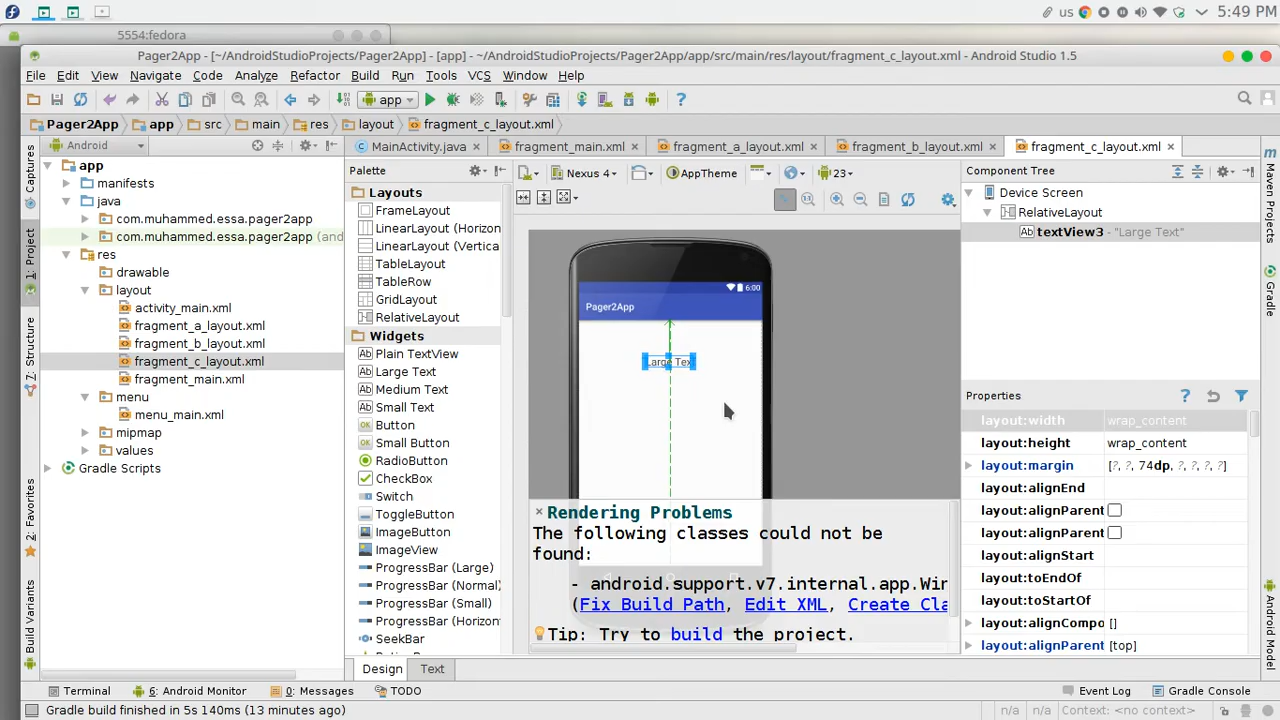 us
5:49 PM
5554:fedora
Pager2App - [~/AndroidStudioProjects/Pager2App] - [app] - ~/AndroidStudioProjects/Pager2App/app/src/main/res/layout/fragment_c_layout.xml - Android Studio 1.5
File Edit View Navigate Code Analyze Refactor Build Run Tools VCS Window Help
app
Pager2App app src main res layout fragment_c_layout.xml
Android
MainActivity.java fragment_main.xml fragment_a_layout.xml fragment_b_layout.xml fragment_c_layout.xml
Captures
1: Project
7: Structure
2: Favorites
Build Variants
app
manifests
java
com.muhammed.essa.pager2app
com.muhammed.essa.pager2app (and
res
drawable
layout
activity_main.xml
fragment_a_layout.xml
fragment_b_layout.xml
fragment_c_layout.xml
fragment_main.xml
menu
menu_main.xml
mipmap
values
Gradle Scripts
Palette
Layouts
FrameLayout
LinearLayout (Horizon
LinearLayout (Vertica
TableLayout
TableRow
GridLayout
RelativeLayout
Widgets
Plain TextView
Large Text
Medium Text
Small Text
Button
Small Button
RadioButton
CheckBox
Switch
ToggleButton
ImageButton
ImageView
ProgressBar (Large)
ProgressBar (Normal)
ProgressBar (Small)
ProgressBar (Horizon
SeekBar
Nexus 4 AppTheme 23
6:00
Pager2App
Large Tex
Rendering Problems
The following classes could not be
found:
- android.support.v7.internal.app.Win
(Fix Build Path, Edit XML, Create Cla
Tip: Try to build the project.
Design Text
Component Tree
Device Screen
RelativeLayout
textView3 - "Large Text"
Properties
layout:width wrap_content
layout:height wrap_content
layout:margin [?, ?, 74dp, ?, ?, ?, ?]
layout:alignEnd
layout:alignParent
layout:alignParent
layout:alignStart
layout:toEndOf
layout:toStartOf
layout:alignCompo []
layout:alignParent [top]
Maven Projects
Gradle
Android Model
Terminal 6: Android Monitor 0: Messages TODO Event Log Gradle Console
Gradle build finished in 5s 140ms (13 minutes ago) n/a n/a Context: <no context>